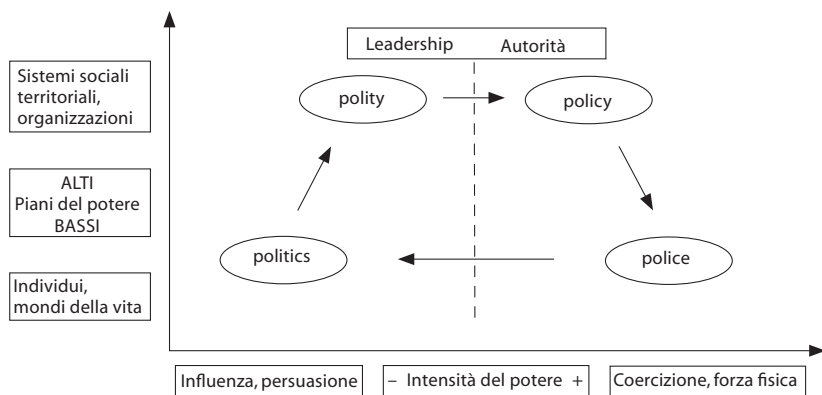 Leadership Autorità
Sistemi sociali
territoriali,
organizzazioni
polity
policy
ALTI
Piani del potere
BASSI
politics
police
Individui,
mondi della vita
Influenza, persuasione
– Intensità del potere +
Coercizione, forza fisica